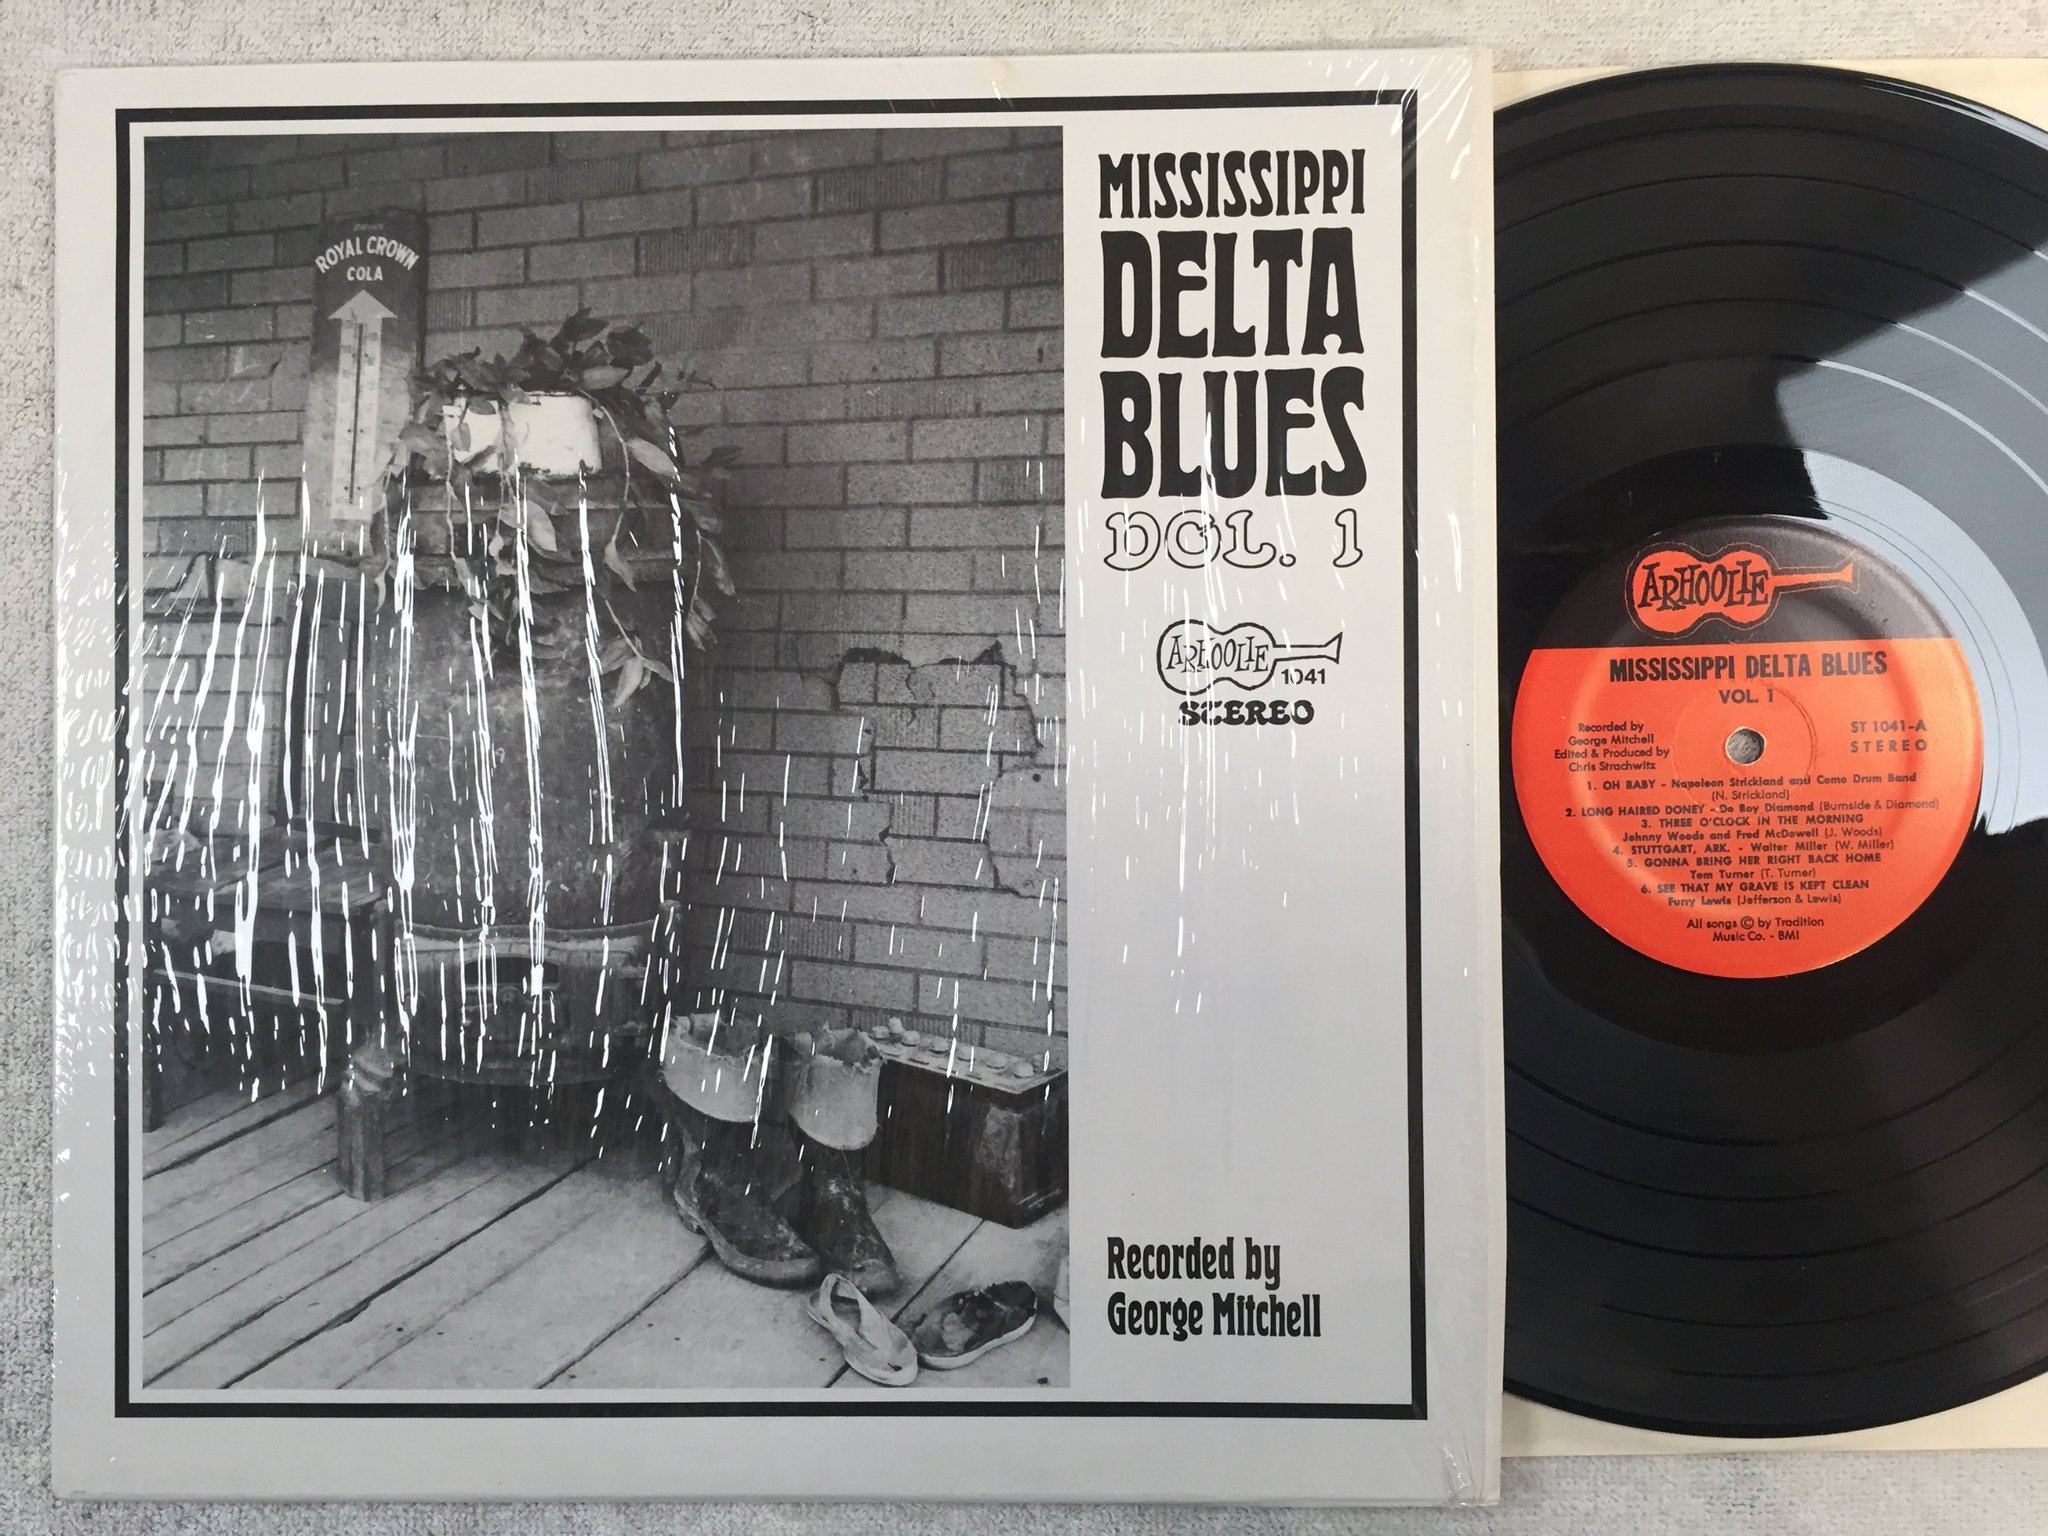 ROYAL CROWN
COLA
MISSISSIPPI
DELTA
BLUES
VOL. 1
ARHOOLIE
1041
STEREO
Recorded by
George Mitchell
ARHOOLIE
MISSISSIPPI DELTA BLUES
VOL. 1
Recorded by
George Mitchell
Edited & Produced by
Chris Strachwitz
ST 1041-A
STEREO
1. OH BABY - Napoleon Strickland and Como Drum Band
(N. Strickland)
2. LONG HAIRED DONEY - Do Boy Diamond (Burnside & Diamond)
3. THREE O'CLOCK IN THE MORNING
Johnny Woods and Fred McDowell (J. Woods)
4. STUTTGART, ARK. - Walter Miller (W. Miller)
5. GONNA BRING HER RIGHT BACK HOME
Tom Turner (T. Turner)
6. SEE THAT MY GRAVE IS KEPT CLEAN
Furry Lewis (Jefferson & Lewis)
All songs © by Tradition
Music Co. - BMI